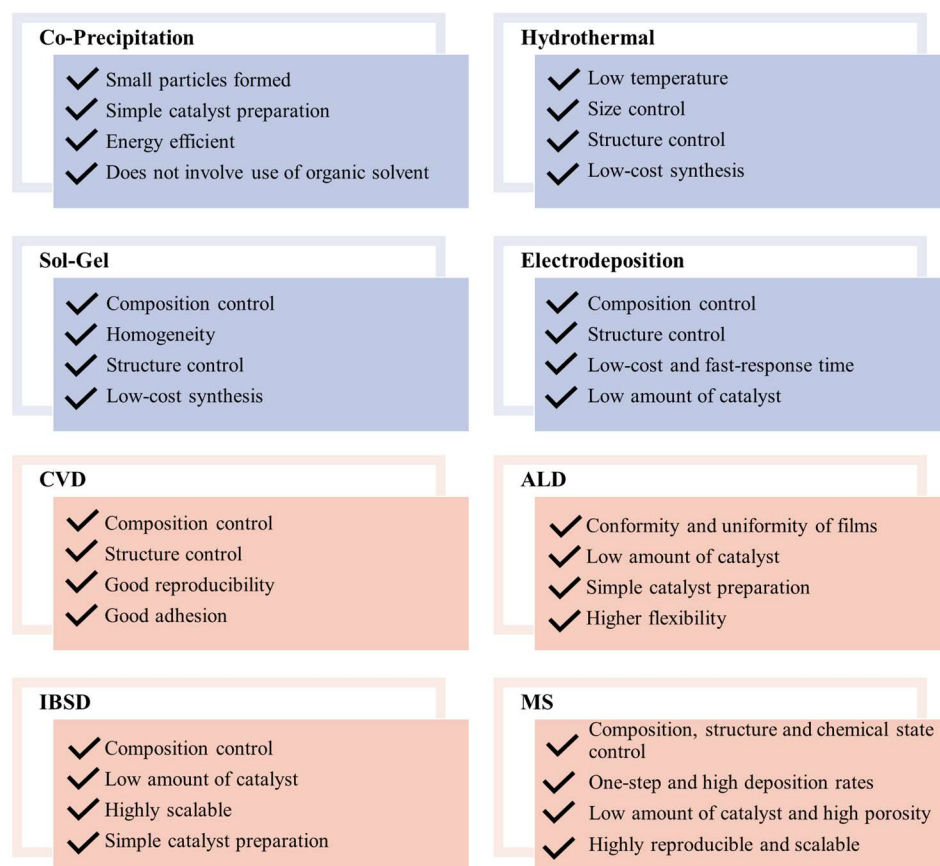 Co-Precipitation
Small particles formed
Simple catalyst preparation
Energy efficient
Does not involve use of organic solvent
Hydrothermal
Low temperature
Size control
Structure control
Low-cost synthesis
Sol-Gel
Composition control
Homogeneity
Structure control
Low-cost synthesis
Electrodeposition
Composition control
Structure control
Low-cost and fast-response time
Low amount of catalyst
CVD
Composition control
Structure control
Good reproducibility
Good adhesion
ALD
Conformity and uniformity of films
Low amount of catalyst
Simple catalyst preparation
Higher flexibility
IBSD
Composition control
Low amount of catalyst
Highly scalable
Simple catalyst preparation
MS
Composition, structure and chemical state
control
One-step and high deposition rates
Low amount of catalyst and high porosity
Highly reproducible and scalable